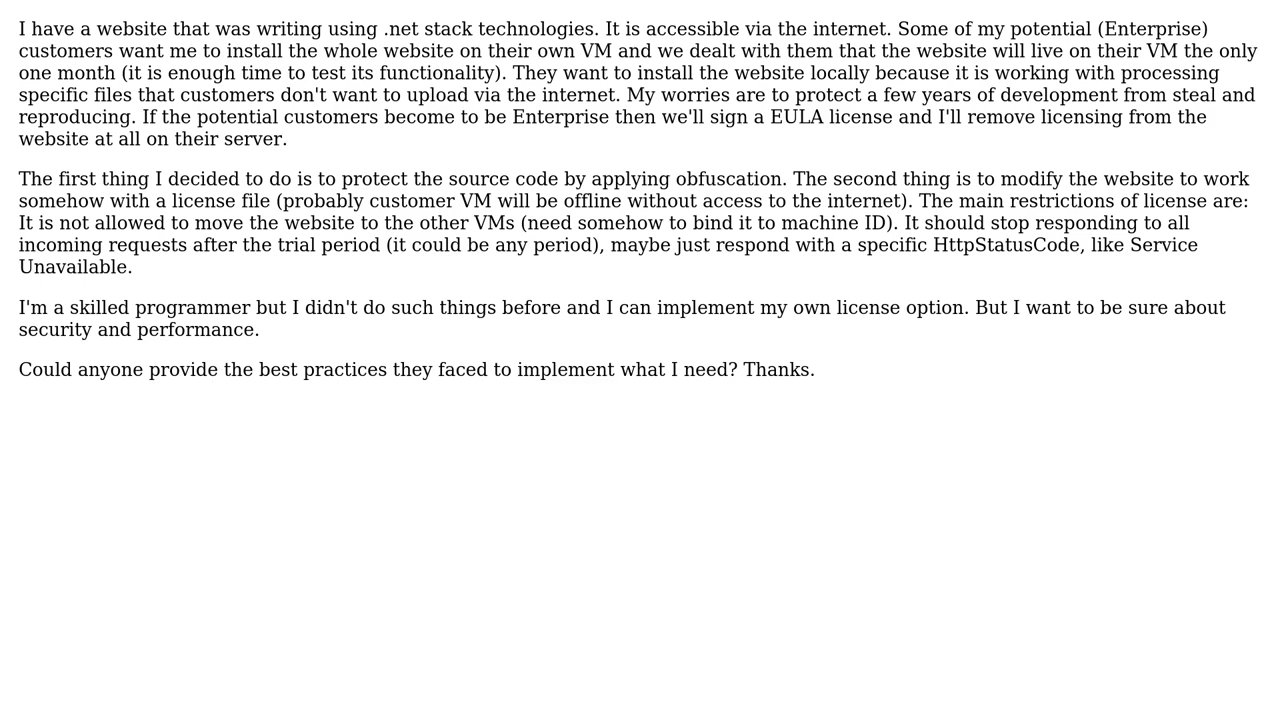 I have a website that was writing using .net stack technologies. It is accessible via the internet. Some of my potential (Enterprise)
customers want me to install the whole website on their own VM and we dealt with them that the website will live on their VM the only
one month (it is enough time to test its functionality). They want to install the website locally because it is working with processing
specific files that customers don't want to upload via the internet. My worries are to protect a few years of development from steal and
reproducing. If the potential customers become to be Enterprise then we'll sign a EULA license and I'll remove licensing from the
website at all on their server.
The first thing I decided to do is to protect the source code by applying obfuscation. The second thing is to modify the website to work
somehow with a license file (probably customer VM will be offline without access to the internet). The main restrictions of license are:
It is not allowed to move the website to the other VMs (need somehow to bind it to machine ID). It should stop responding to all
incoming requests after the trial period (it could be any period), maybe just respond with a specific HttpStatusCode, like Service
Unavailable.
I'm a skilled programmer but I didn't do such things before and I can implement my own license option. But I want to be sure about
security and performance.
Could anyone provide the best practices they faced to implement what I need? Thanks.